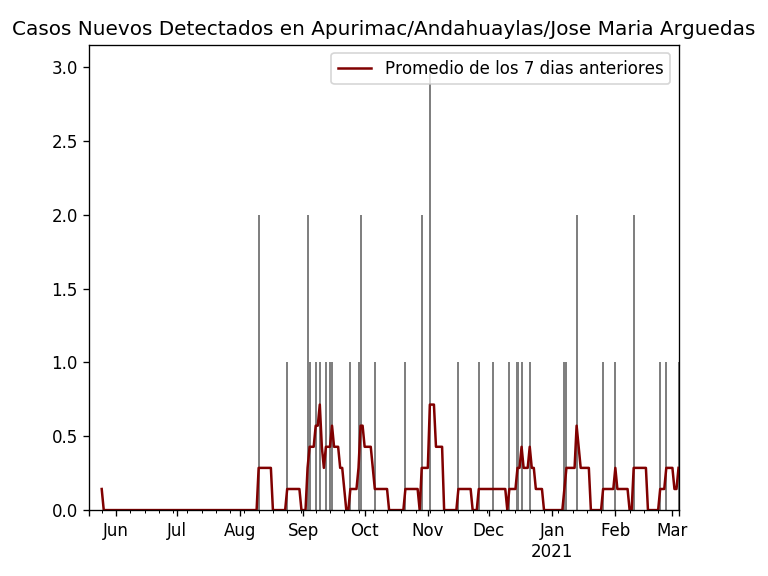 Casos Nuevos Detectados en Apurimac/Andahuaylas/Jose Maria Arguedas
Promedio de los 7 dias anteriores
3.0
2.5
2.0
1.5
1.0
0.5
0.0
Jun Jul Aug Sep Oct Nov Dec Jan Feb Mar
2021